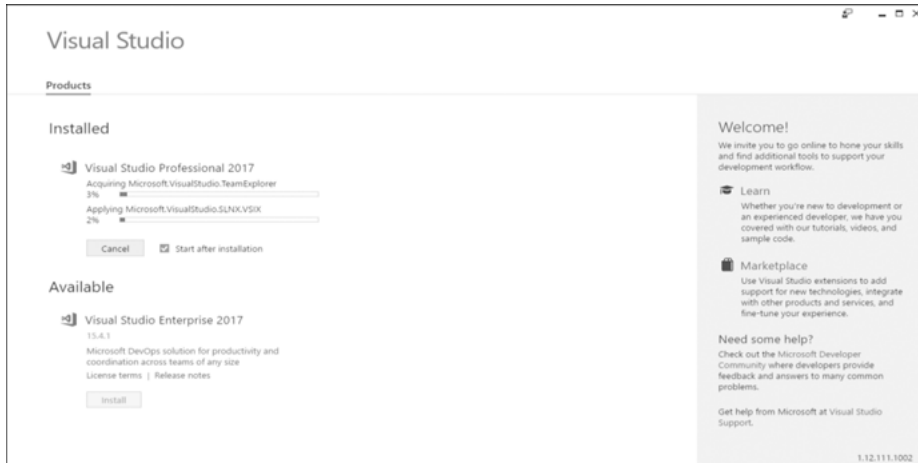 Visual Studio
Products
Installed
Visual Studio Professional 2017
Acquiring Microsoft.VisualStudio.TeamExplorer
3%
Applying Microsoft.VisualStudio.SLNX.VSIX
2%
Cancel
Start after installation
Available
Visual Studio Enterprise 2017
15.4.1
Microsoft DevOps solution for productivity and
coordination across teams of any size
License terms | Release notes
Install
Welcome!
We invite you to go online to hone your skills
and find additional tools to support your
development workflow.
Learn
Whether you're new to development or
an experienced developer, we have you
covered with our tutorials, videos, and
sample code.
Marketplace
Use Visual Studio extensions to add
support for new technologies, integrate
with other products and services, and
fine-tune your experience.
Need some help?
Check out the Microsoft Developer
Community where developers provide
feedback and answers to many common
problems.
Get help from Microsoft at Visual Studio
Support.
1.12.111.1002